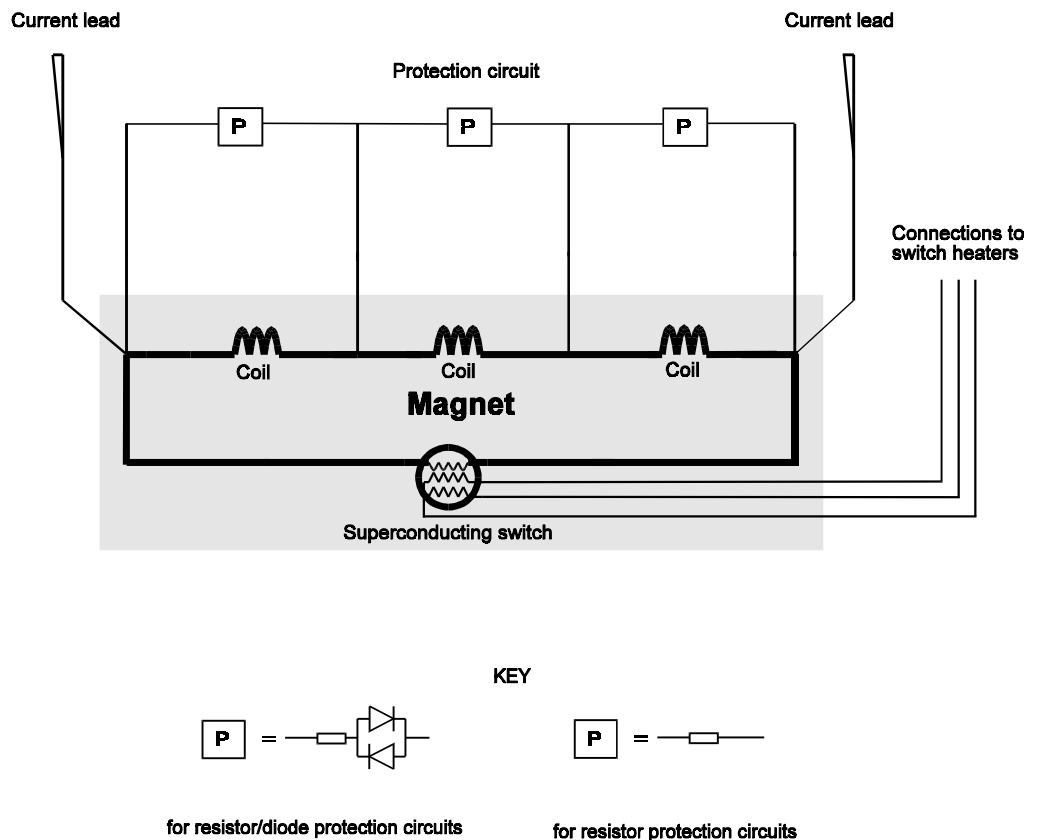 Current lead
Current lead
Protection circuit
P
P
P
Connections to
switch heaters
Coil
Coil
Coil
Magnet
Superconducting switch
KEY
P =
P =
for resistor/diode protection circuits
for resistor protection circuits